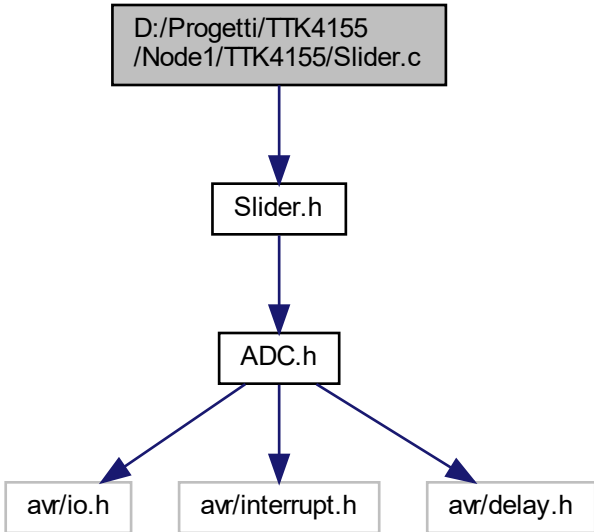 D:/Progetti/TTK4155
/Node1/TTK4155/Slider.c
Slider.h
ADC.h
avr/io.h
avr/interrupt.h
avr/delay.h